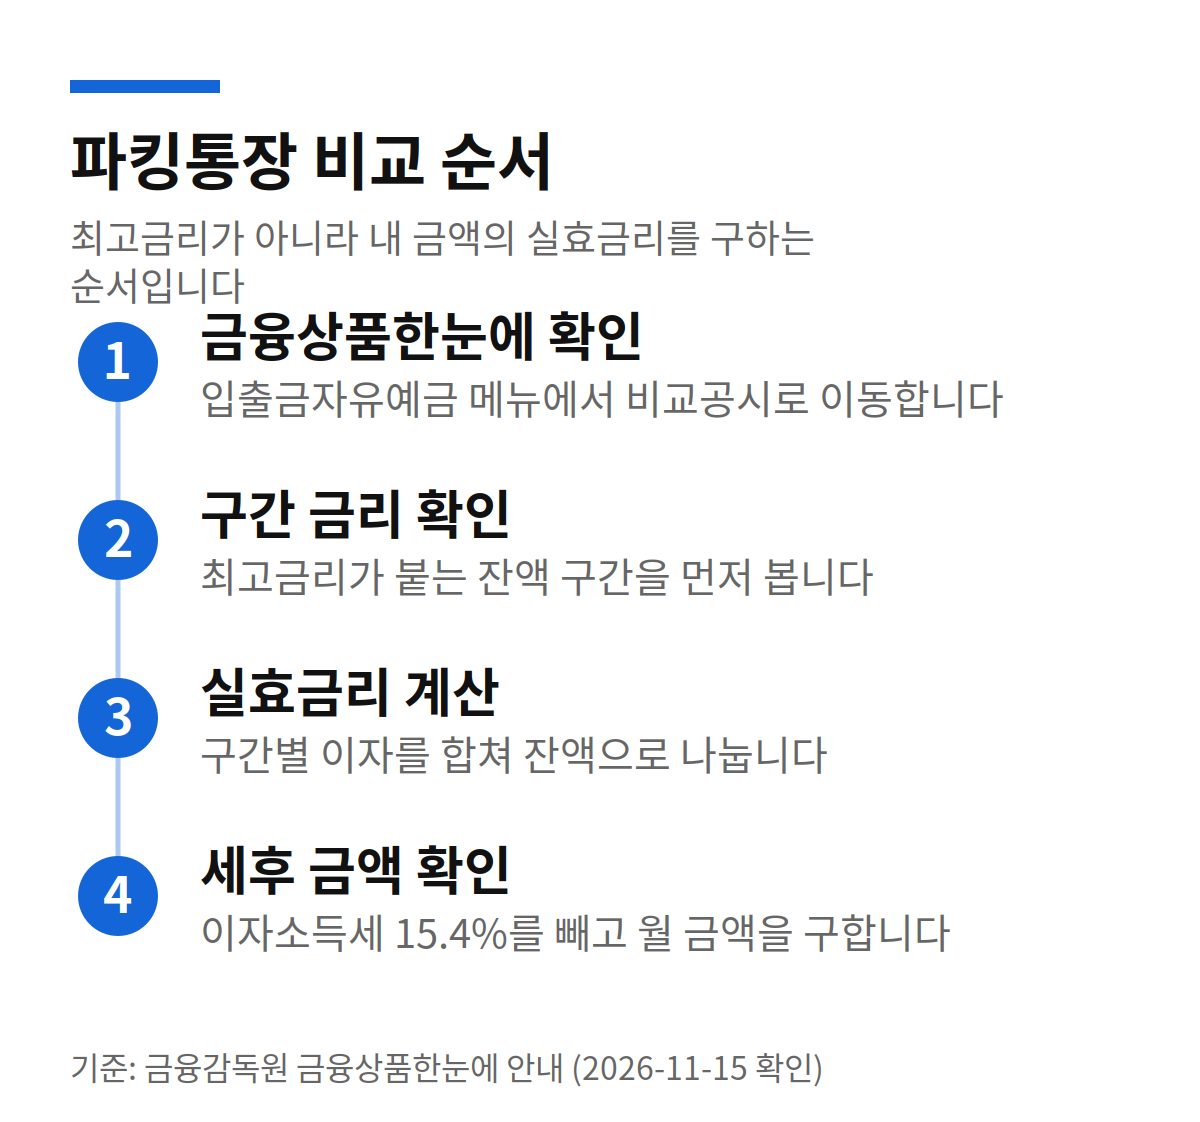 파킹통장 비교 순서
최고금리가 아니라 내 금액의 실효금리를 구하는
순서입니다
1
금융상품한눈에 확인
입출금자유예금 메뉴에서 비교공시로 이동합니다
2
구간 금리 확인
최고금리가 붙는 잔액 구간을 먼저 봅니다
3
실효금리 계산
구간별 이자를 합쳐 잔액으로 나눕니다
4
세후 금액 확인
이자소득세 15.4%를 빼고 월 금액을 구합니다
기준: 금융감독원 금융상품한눈에 안내 (2026-11-15 확인)